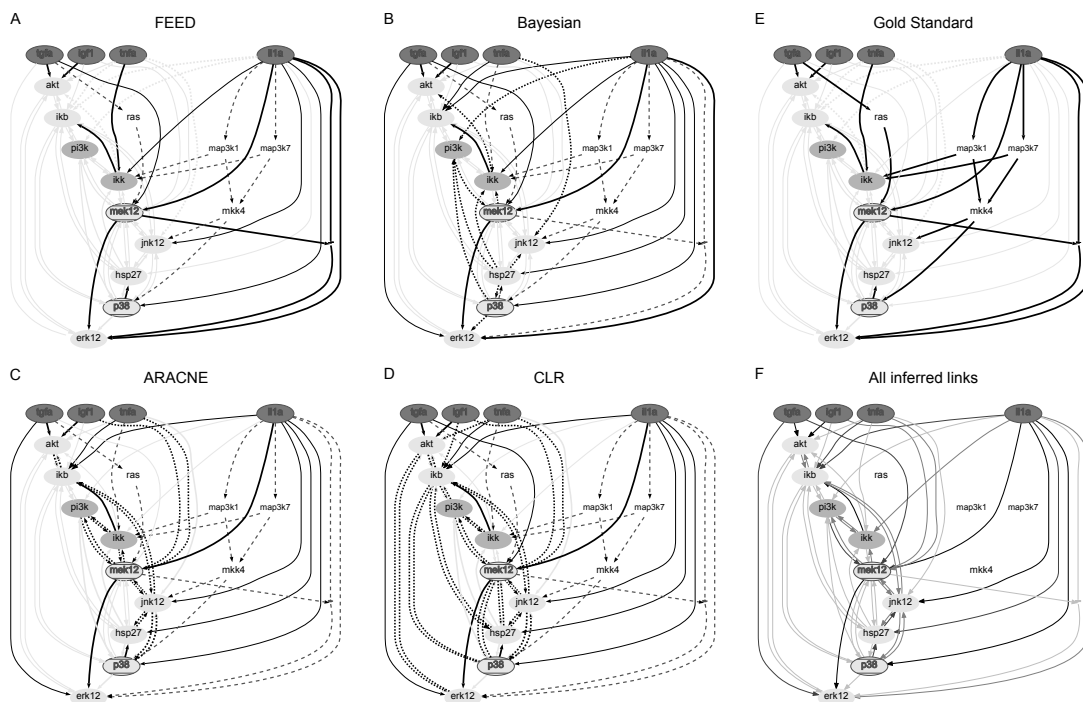 A FEED
tgfa igf1 tnfa il1a
akt
ikb ras
pi3k map3k1 map3k7
ikk
mek12 mkk4
jnk12
hsp27
p38
erk12
B Bayesian
tgfa igf1 tnfa il1a
akt
ikb ras
pi3k map3k1 map3k7
ikk
mek12 mkk4
jnk12
hsp27
p38
erk12
E Gold Standard
tgfa igf1 tnfa il1a
akt
ikb ras
pi3k map3k1 map3k7
ikk
mek12 mkk4
jnk12
hsp27
p38
erk12
C ARACNE
tgfa igf1 tnfa il1a
akt
ikb ras
pi3k map3k1 map3k7
ikk
mek12 mkk4
jnk12
hsp27
p38
erk12
D CLR
tgfa igf1 tnfa il1a
akt
ikb ras
pi3k map3k1 map3k7
ikk
mek12 mkk4
jnk12
hsp27
p38
erk12
F All inferred links
tgfa igf1 tnfa il1a
akt
ikb ras
pi3k map3k1 map3k7
ikk
mek12 mkk4
jnk12
hsp27
p38
erk12